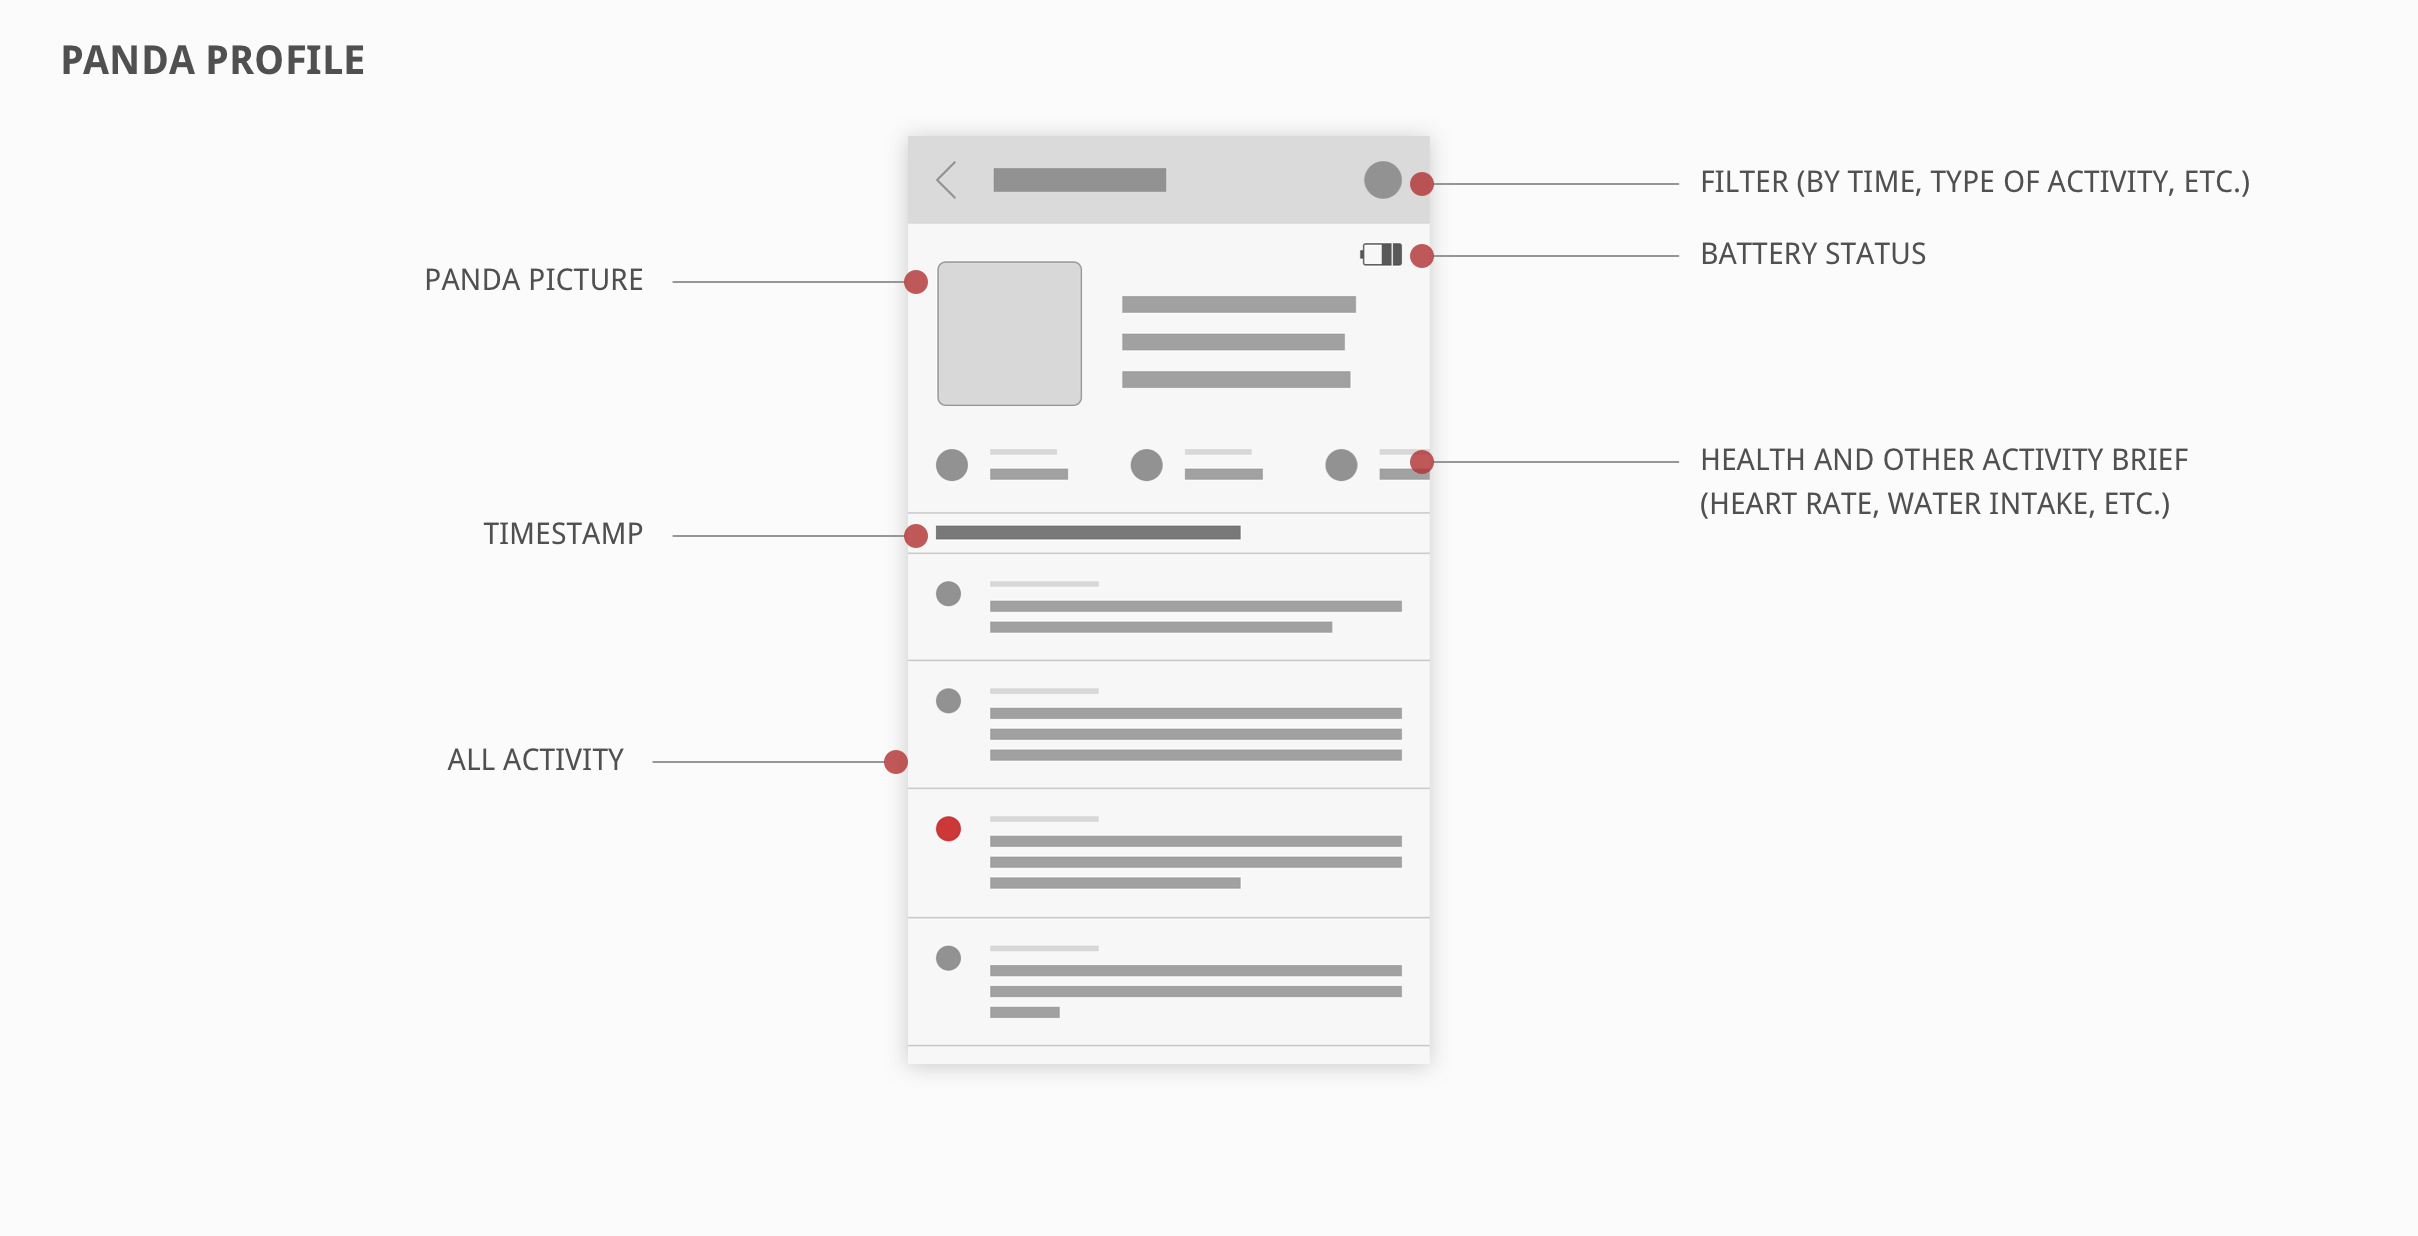 PANDA PROFILE
FILTER (BY TIME, TYPE OF ACTIVITY, ETC.)
BATTERY STATUS
PANDA PICTURE
HEALTH AND OTHER ACTIVITY BRIEF
(HEART RATE, WATER INTAKE, ETC.)
TIMESTAMP
ALL ACTIVITY